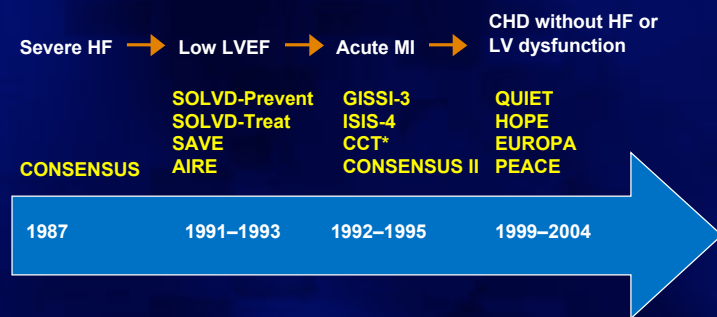 Severe HF
Low LVEF
Acute MI
CHD without HF or
LV dysfunction
CONSENSUS
SOLVD-Prevent
SOLVD-Treat
SAVE
AIRE
GISSI-3
ISIS-4
CCT*
CONSENSUS II
QUIET
HOPE
EUROPA
PEACE
1987
1991–1993
1992–1995
1999–2004